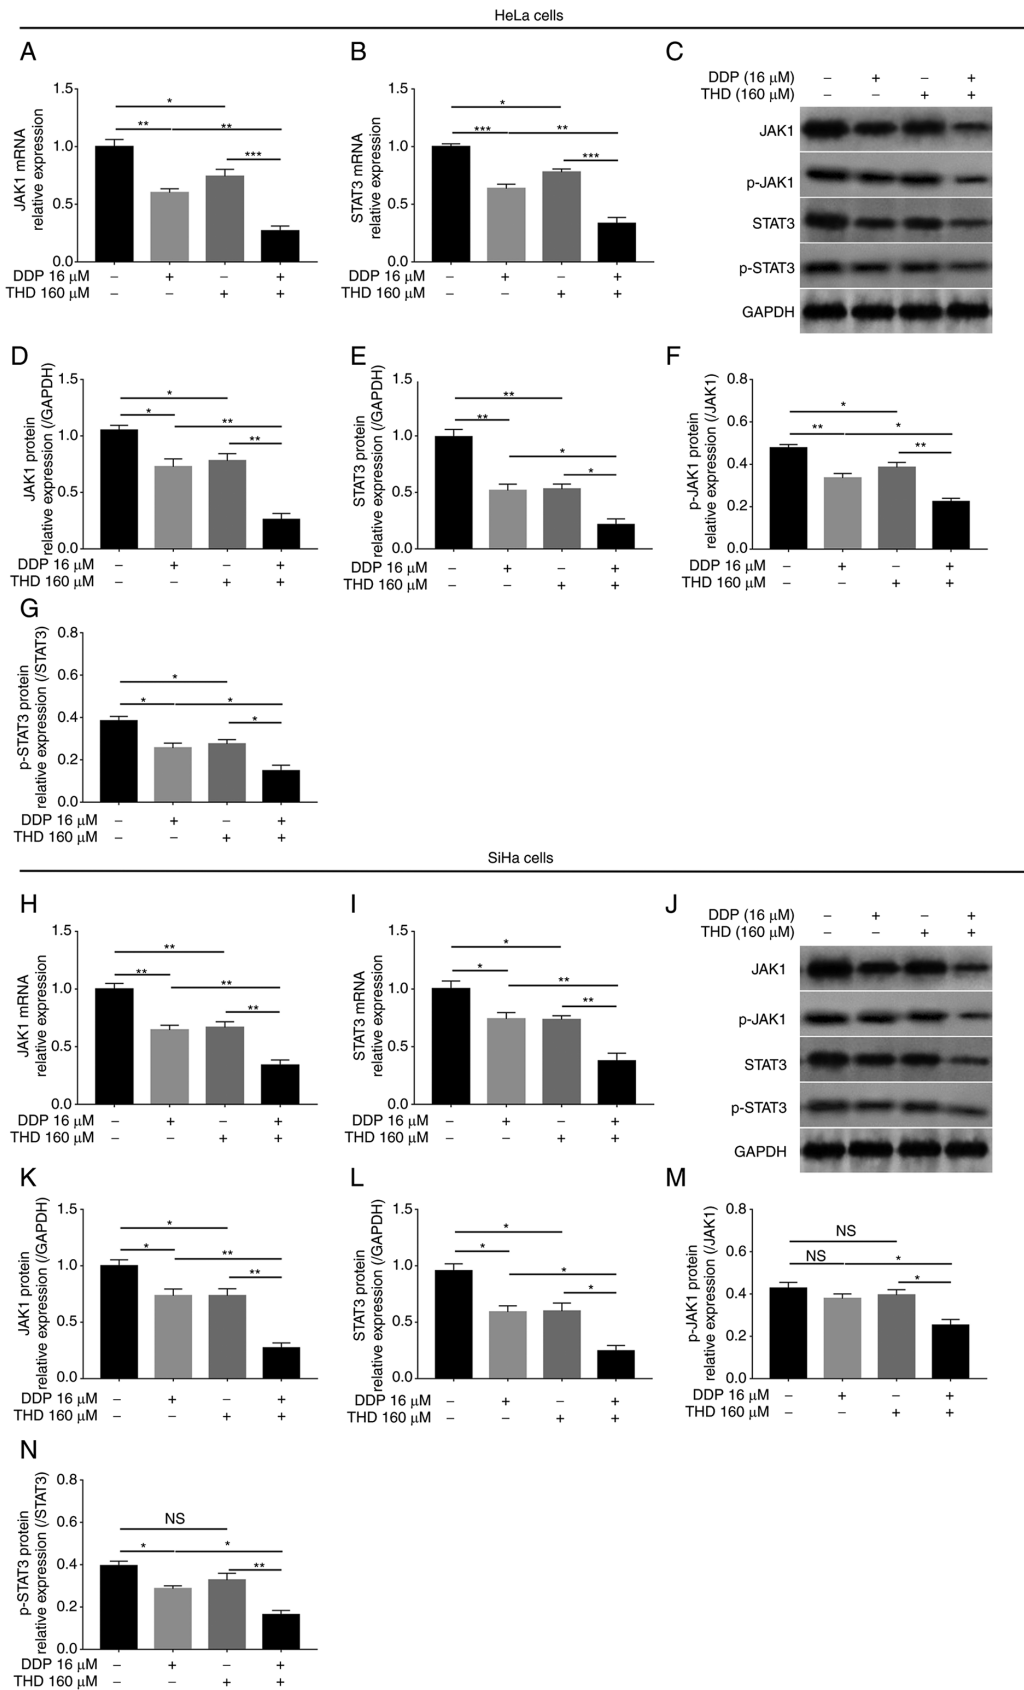 HeLa cells
A
1.5
1.0
0.5
0.0
JAK1 mRNA
relative expression
*
**
**
***
DDP 16 μM – + – +
THD 160 μM – – + +
B
1.5
1.0
0.5
0.0
STAT3 mRNA
relative expression
*
***
**
***
DDP 16 μM – + – +
THD 160 μM – – + +
C
DDP (16 μM) – + – +
THD (160 μM) – – + +
JAK1
p-JAK1
STAT3
p-STAT3
GAPDH
D
1.5
1.0
0.5
0.0
JAK1 protein
relative expression (/GAPDH)
*
*
**
**
DDP 16 μM – + – +
THD 160 μM – – + +
E
1.5
1.0
0.5
0.0
STAT3 protein
relative expression (/GAPDH)
**
**
*
*
DDP 16 μM – + – +
THD 160 μM – – + +
F
0.8
0.6
0.4
0.2
0.0
p-JAK1 protein
relative expression (/JAK1)
*
**
*
**
DDP 16 μM – + – +
THD 160 μM – – + +
G
0.8
0.6
0.4
0.2
0.0
p-STAT3 protein
relative expression (/STAT3)
*
*
*
*
DDP 16 μM – + – +
THD 160 μM – – + +
SiHa cells
H
1.5
1.0
0.5
0.0
JAK1 mRNA
relative expression
**
**
**
**
DDP 16 μM – + – +
THD 160 μM – – + +
I
1.5
1.0
0.5
0.0
STAT3 mRNA
relative expression
*
*
**
**
DDP 16 μM – + – +
THD 160 μM – – + +
J
DDP (16 μM) – + – +
THD (160 μM) – – + +
JAK1
p-JAK1
STAT3
p-STAT3
GAPDH
K
1.5
1.0
0.5
0.0
JAK1 protein
relative expression (/GAPDH)
*
*
**
**
DDP 16 μM – + – +
THD 160 μM – – + +
L
1.5
1.0
0.5
0.0
STAT3 protein
relative expression (/GAPDH)
*
*
*
*
DDP 16 μM – + – +
THD 160 μM – – + +
M
0.8
0.6
0.4
0.2
0.0
p-JAK1 protein
relative expression (/JAK1)
NS
NS
*
*
DDP 16 μM – + – +
THD 160 μM – – + +
N
0.8
0.6
0.4
0.2
0.0
p-STAT3 protein
relative expression (/STAT3)
NS
*
*
**
DDP 16 μM – + – +
THD 160 μM – – + +